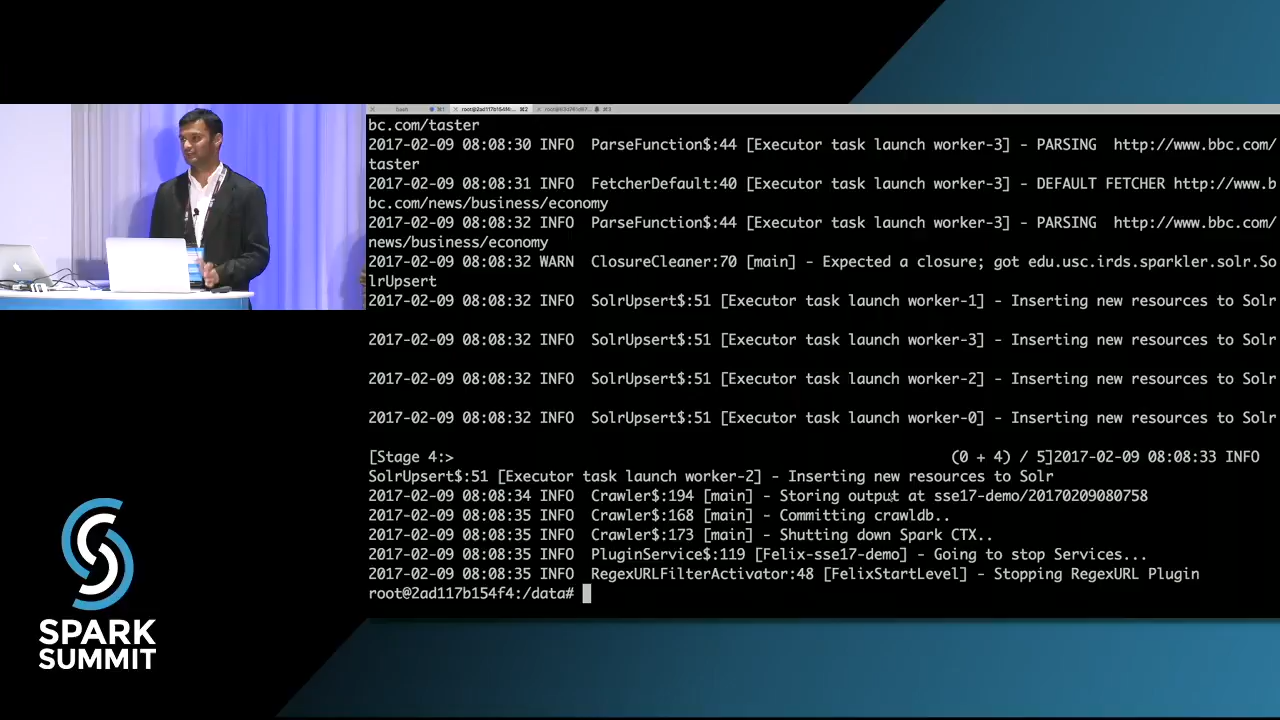 bc.com/taster
2017-02-09 08:08:30 INFO  ParseFunction$:44 [Executor task launch worker-3] - PARSING  http://www.bbc.com/
taster
2017-02-09 08:08:31 INFO  FetcherDefault:40 [Executor task launch worker-3] - DEFAULT FETCHER http://www.b
bc.com/news/business/economy
2017-02-09 08:08:32 INFO  ParseFunction$:44 [Executor task launch worker-3] - PARSING  http://www.bbc.com/
news/business/economy
2017-02-09 08:08:32 WARN  ClosureCleaner:70 [main] - Expected a closure; got edu.usc.irds.sparkler.solr.So
lrUpsert
2017-02-09 08:08:32 INFO  SolrUpsert$:51 [Executor task launch worker-1] - Inserting new resources to Solr
2017-02-09 08:08:32 INFO  SolrUpsert$:51 [Executor task launch worker-3] - Inserting new resources to Solr
2017-02-09 08:08:32 INFO  SolrUpsert$:51 [Executor task launch worker-2] - Inserting new resources to Solr
2017-02-09 08:08:32 INFO  SolrUpsert$:51 [Executor task launch worker-0] - Inserting new resources to Solr
[Stage 4:> (0 + 4) / 5]2017-02-09 08:08:33 INFO
SolrUpsert$:51 [Executor task launch worker-2] - Inserting new resources to Solr
2017-02-09 08:08:34 INFO  Crawler$:194 [main] - Storing output at sse17-demo/20170209080758
2017-02-09 08:08:35 INFO  Crawler$:168 [main] - Committing crawldb..
2017-02-09 08:08:35 INFO  Crawler$:173 [main] - Shutting down Spark CTX..
2017-02-09 08:08:35 INFO  PluginService$:119 [Felix-sse17-demo] - Going to stop Services...
2017-02-09 08:08:35 INFO  RegexURLFilterActivator:48 [FelixStartLevel] - Stopping RegexURL Plugin
root@2ad117b154f4:/data#
SPARK
SUMMIT